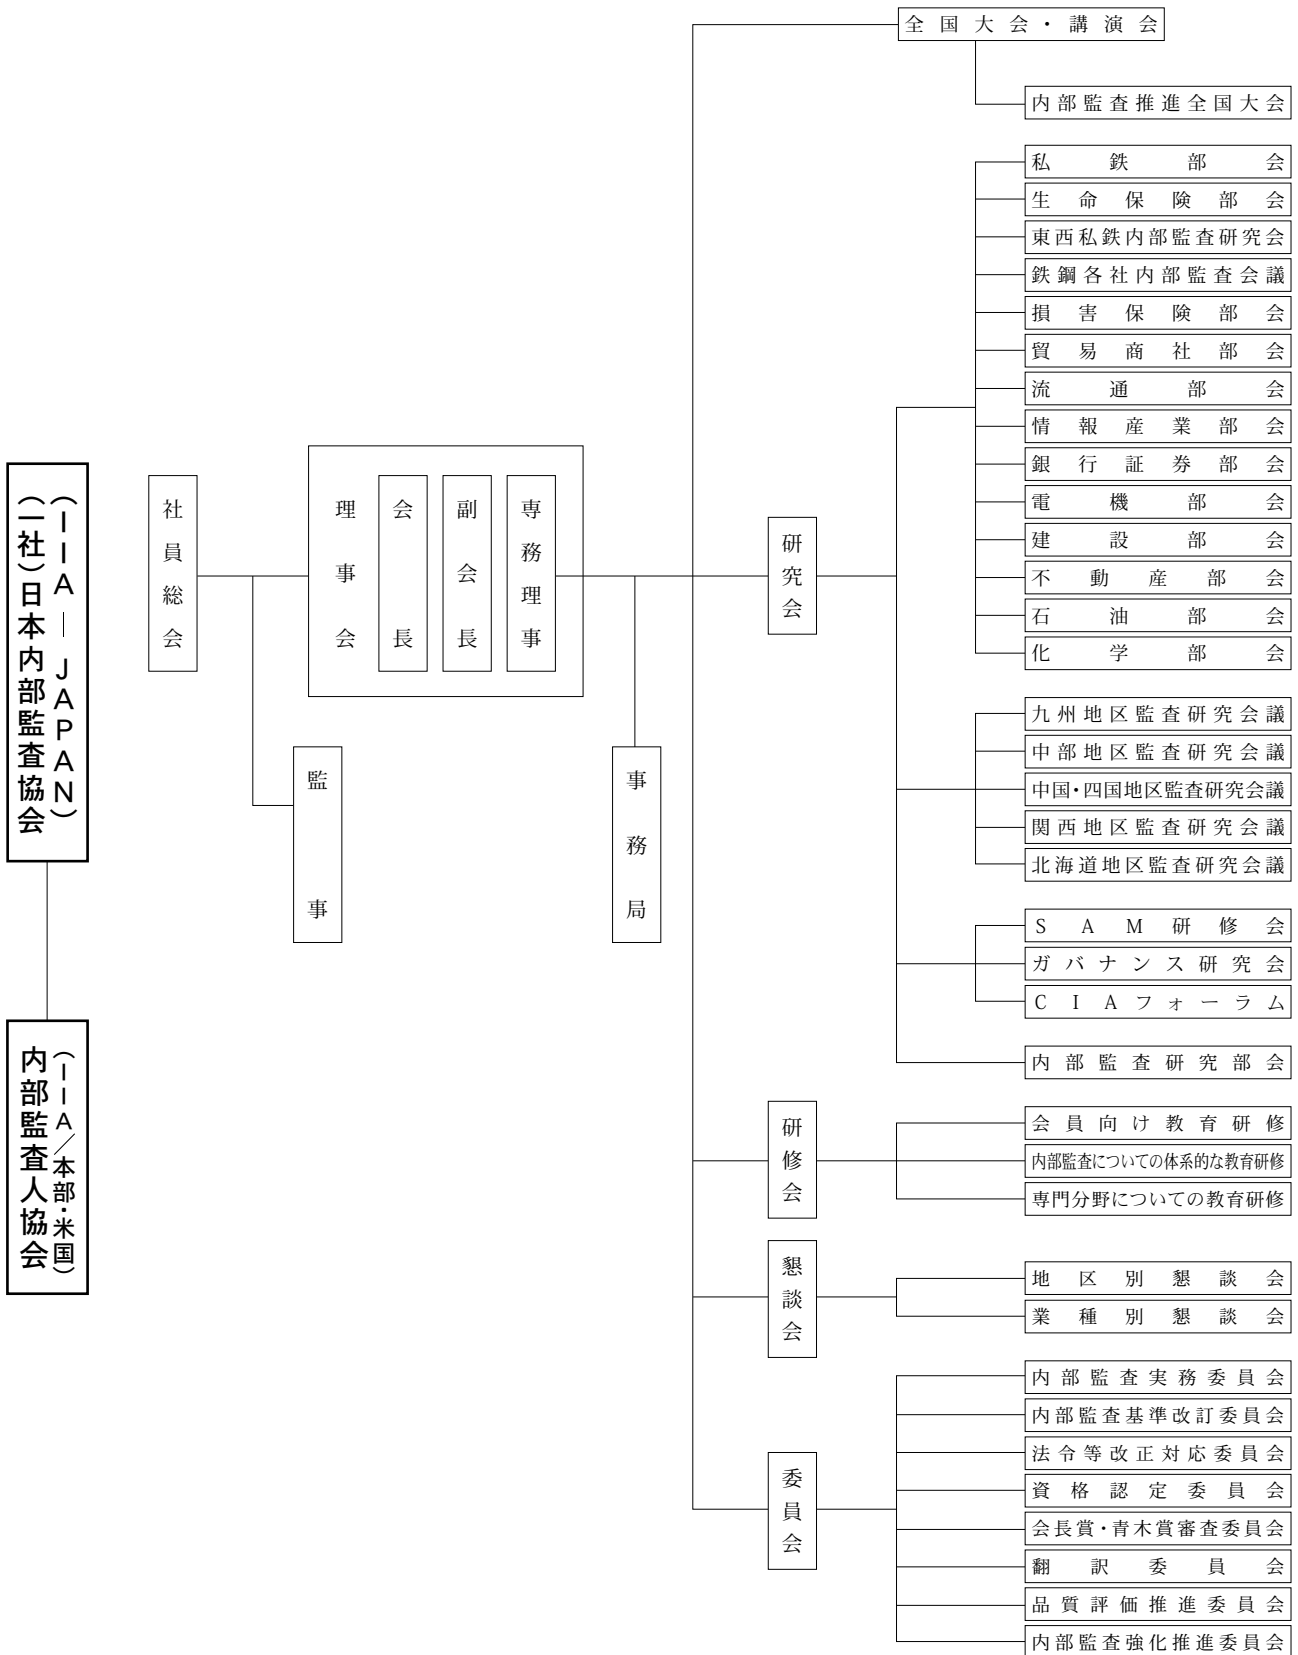 (IIA―JAPAN)
(一社)日本内部監査協会
(IIA/本部・米国)
内部監査人協会
社員総会
監事
理事会
会長
副会長
専務理事
事務局
全国大会・講演会
内部監査推進全国大会
研究会
私鉄部会
生命保険部会
東西私鉄内部監査研究会
鉄鋼各社内部監査会議
損害保険部会
貿易商社部会
流通部会
情報産業部会
銀行証券部会
電機部会
建設部会
不動産部会
石油部会
化学部会
九州地区監査研究会議
中部地区監査研究会議
中国・四国地区監査研究会議
関西地区監査研究会議
北海道地区監査研究会議
SAM研修会
ガバナンス研究会
CIAフォーラム
内部監査研究部会
研修会
会員向け教育研修
内部監査についての体系的な教育研修
専門分野についての教育研修
懇談会
地区別懇談会
業種別懇談会
委員会
内部監査実務委員会
内部監査基準改訂委員会
法令等改正対応委員会
資格認定委員会
会長賞・青木賞審査委員会
翻訳委員会
品質評価推進委員会
内部監査強化推進委員会